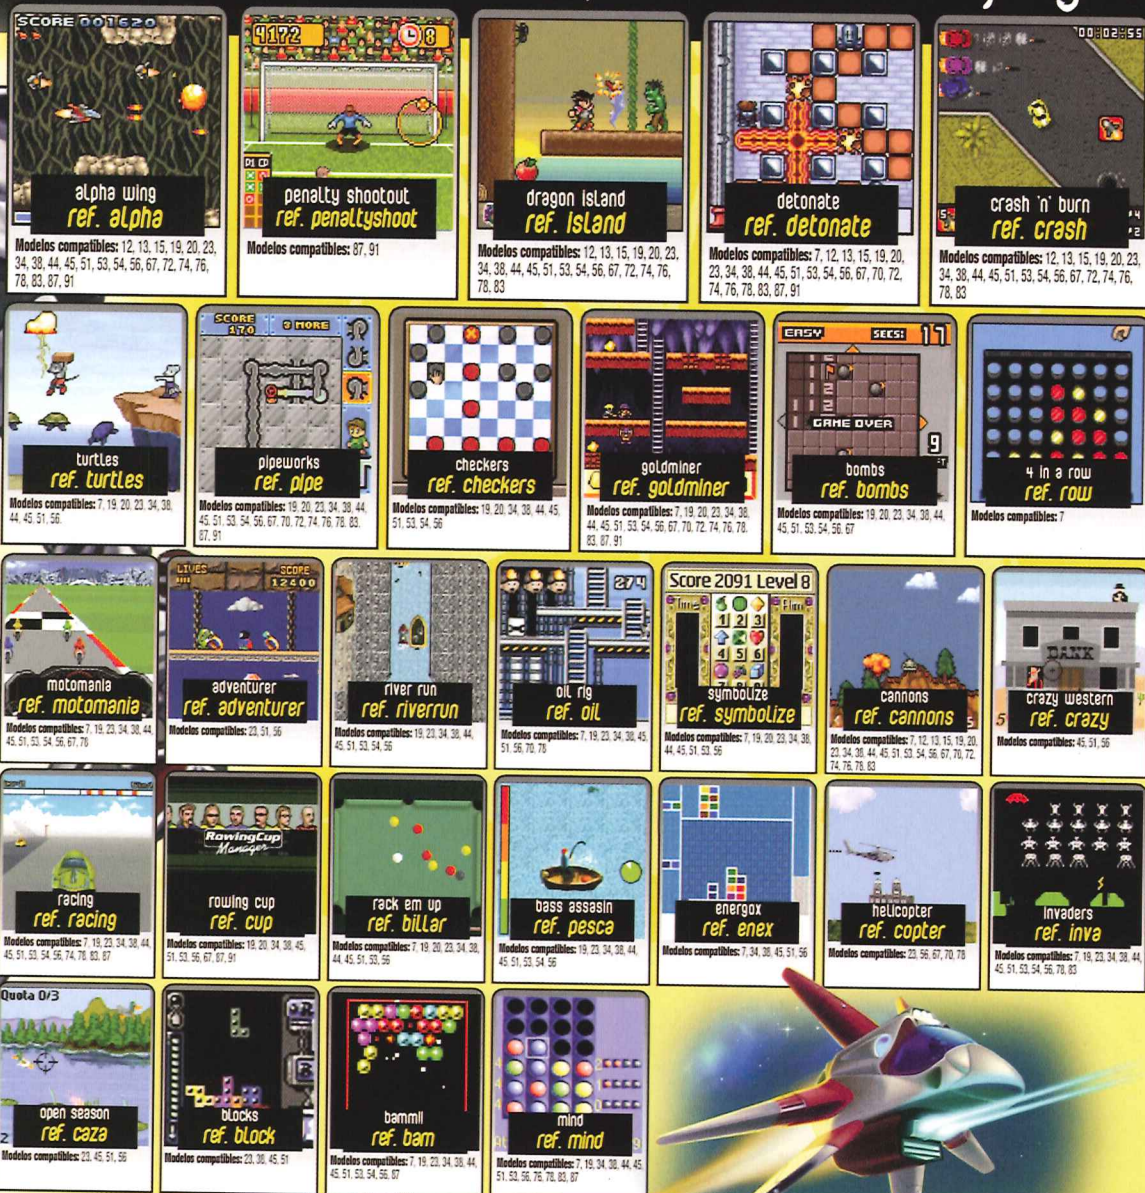 SCORE 001620
alpha wing
ref. alpha
Modelos compatibles: 12, 13, 15, 19, 20, 23,
34, 38, 44, 45, 51, 53, 54, 56, 67, 72, 74, 76,
78, 83, 87, 91
4172
8
penalty shootout
ref. penaltyshoot
Modelos compatibles: 87, 91
dragon island
ref. island
Modelos compatibles: 12, 13, 15, 19, 20, 23,
34, 38, 44, 45, 51, 53, 54, 56, 67, 72, 74, 76,
78, 83
detonate
ref. detonate
Modelos compatibles: 7, 12, 13, 15, 19, 20,
23, 34, 38, 44, 45, 51, 53, 54, 56, 67, 70, 72,
74, 76, 78, 83, 87, 91
00:02:55
crash 'n' burn
ref. crash
Modelos compatibles: 12, 13, 15, 19, 20, 23,
34, 38, 44, 45, 51, 53, 54, 56, 67, 72, 74, 76,
78, 83
turtles
ref. turtles
Modelos compatibles: 7, 19, 20, 23, 34, 38,
44, 45, 51, 56
SCORE
170
3 MORE
pipeworks
ref. pipe
Modelos compatibles: 19, 20, 23, 34, 38, 44,
45, 51, 53, 54, 56, 67, 70, 72, 74, 76, 78, 83,
87, 91
checkers
ref. checkers
Modelos compatibles: 19, 20, 34, 38, 44, 45,
51, 53, 54, 56
goldminer
ref. goldminer
Modelos compatibles: 7, 19, 20, 23, 34, 38,
44, 45, 51, 53, 54, 56, 67, 70, 72, 74, 76, 78,
83, 87, 91
EASY
SECS: 17
GAME OVER
9
bombs
ref. bombs
Modelos compatibles: 19, 20, 23, 34, 38, 44,
45, 51, 53, 54, 56, 67
4 in a row
ref. row
Modelos compatibles: 7
motomania
ref. motomania
Modelos compatibles: 7, 19, 23, 34, 38, 44,
45, 51, 53, 54, 56, 67, 78
LIVES
SCORE
12400
adventurer
ref. adventurer
Modelos compatibles: 23, 51, 56
river run
ref. riverrun
Modelos compatibles: 19, 23, 34, 38, 44,
45, 51, 53, 54, 56
274
oil rig
ref. oil
Modelos compatibles: 7, 19, 34, 38, 45,
51, 56, 70, 78
Score 2091 Level 8
Time
1 2 3
4 5 6
symbolize
ref. symbolize
Modelos compatibles: 7, 19, 20, 23, 34, 38,
44, 45, 51, 53, 56
cannons
ref. cannons
Modelos compatibles: 7, 12, 13, 15, 19, 20,
23, 34, 38, 44, 45, 51, 53, 54, 56, 67, 70, 72,
74, 76, 78, 83
BANK
5
crazy western
ref. crazy
Modelos compatibles: 45, 51, 56
racing
ref. racing
Modelos compatibles: 7, 19, 23, 34, 38, 44,
45, 51, 53, 54, 56, 74, 78, 83, 87
RowingCup
Manager
rowing cup
ref. cup
Modelos compatibles: 19, 20, 34, 38, 45,
51, 53, 56, 67, 87, 91
rack em up
ref. billar
Modelos compatibles: 7, 19, 20, 23, 34, 38,
44, 45, 51, 53, 56
bass assasin
ref. pesca
Modelos compatibles: 19, 23, 34, 38, 44,
45, 51, 53, 54, 56
energox
ref. enex
Modelos compatibles: 7, 34, 38, 45, 51, 56
helicopter
ref. copter
Modelos compatibles: 23, 56, 67, 70, 78
invaders
ref. inva
Modelos compatibles: 7, 19, 23, 34, 38, 44,
45, 51, 53, 54, 56, 78, 83
Quota 0/3
2
open season
ref. caza
Modelos compatibles: 23, 45, 51, 56
blocks
ref. block
Modelos compatibles: 23, 38, 45, 51
bammll
ref. bam
Modelos compatibles: 7, 19, 23, 34, 38, 44,
45, 51, 53, 54, 56, 87
mind
ref. mind
Modelos compatibles: 7, 19, 34, 38, 44, 45,
51, 53, 56, 76, 78, 83, 87